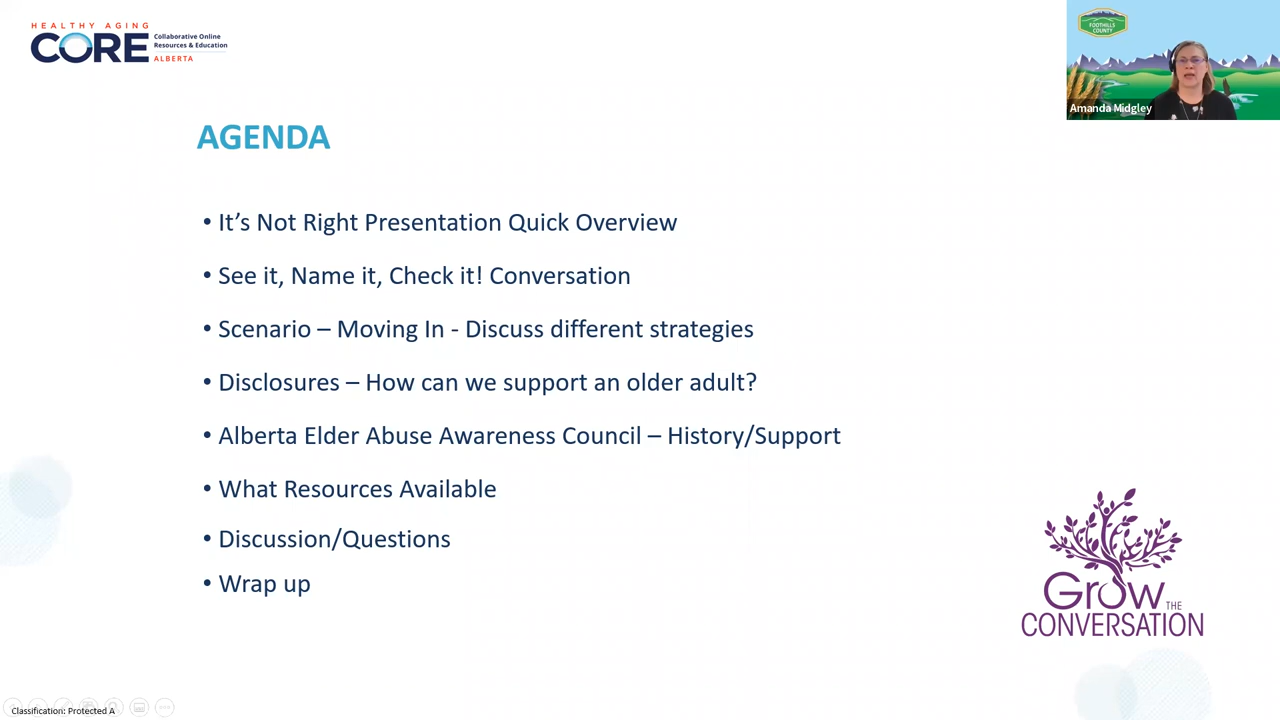 HEALTHY AGING
CORE
Collaborative Online
Resources & Education
ALBERTA
FOOTHILLS
COUNTY
Amanda Midgley
AGENDA
• It’s Not Right Presentation Quick Overview
• See it, Name it, Check it! Conversation
• Scenario – Moving In - Discuss different strategies
• Disclosures – How can we support an older adult?
• Alberta Elder Abuse Awareness Council – History/Support
• What Resources Available
• Discussion/Questions
• Wrap up
Grow THE
CONVERSATION
Classification: Protected A